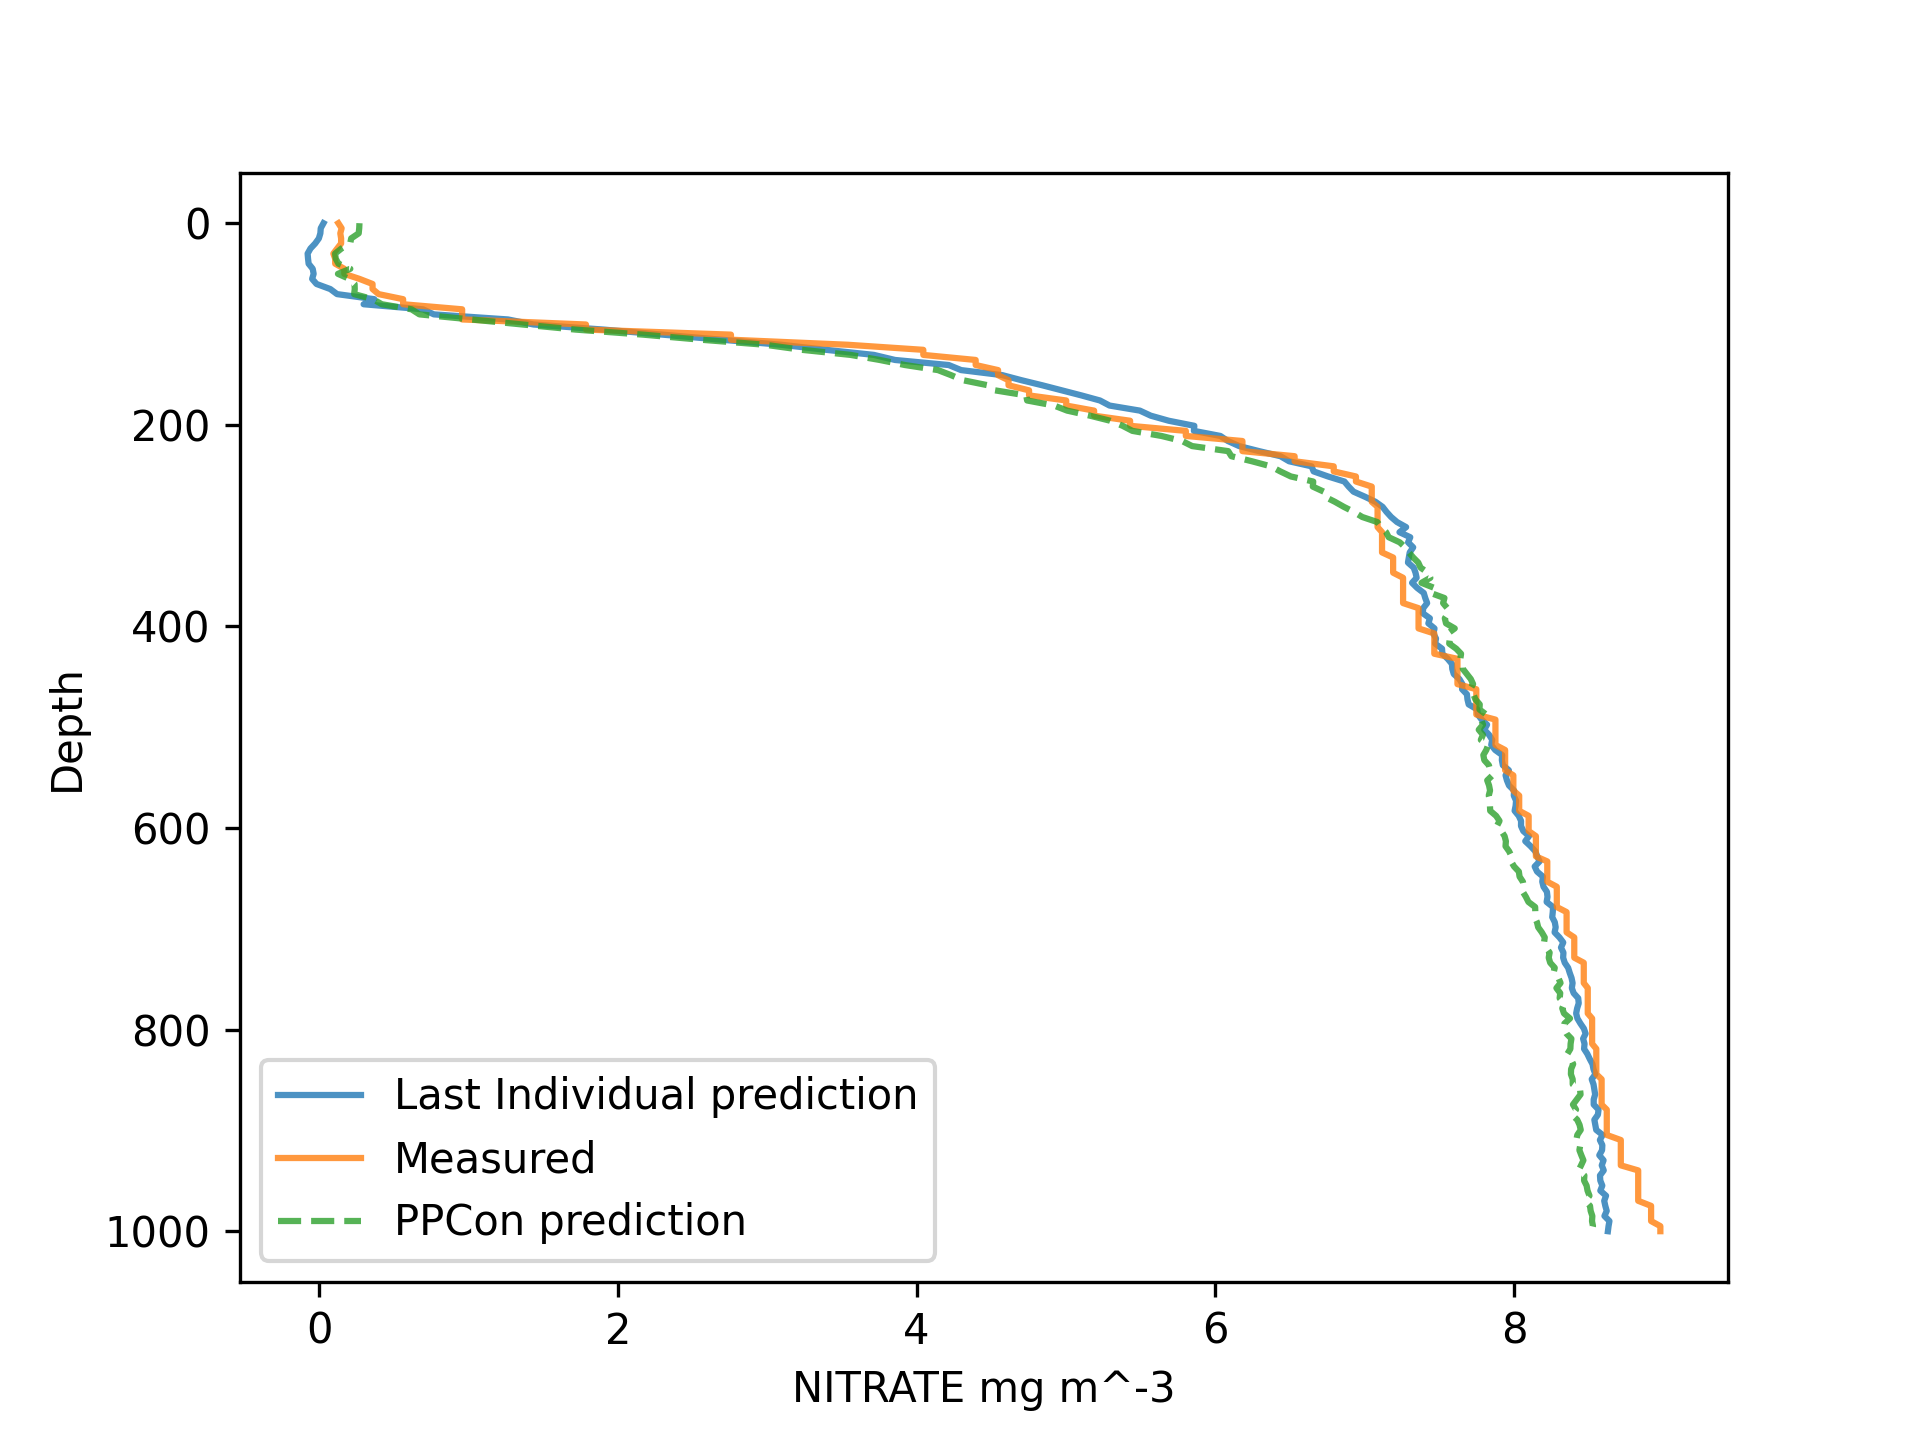 0
200
400
600
800
1000
Depth
Last Individual prediction
Measured
PPCon prediction
0 2 4 6 8
NITRATE mg m^-3